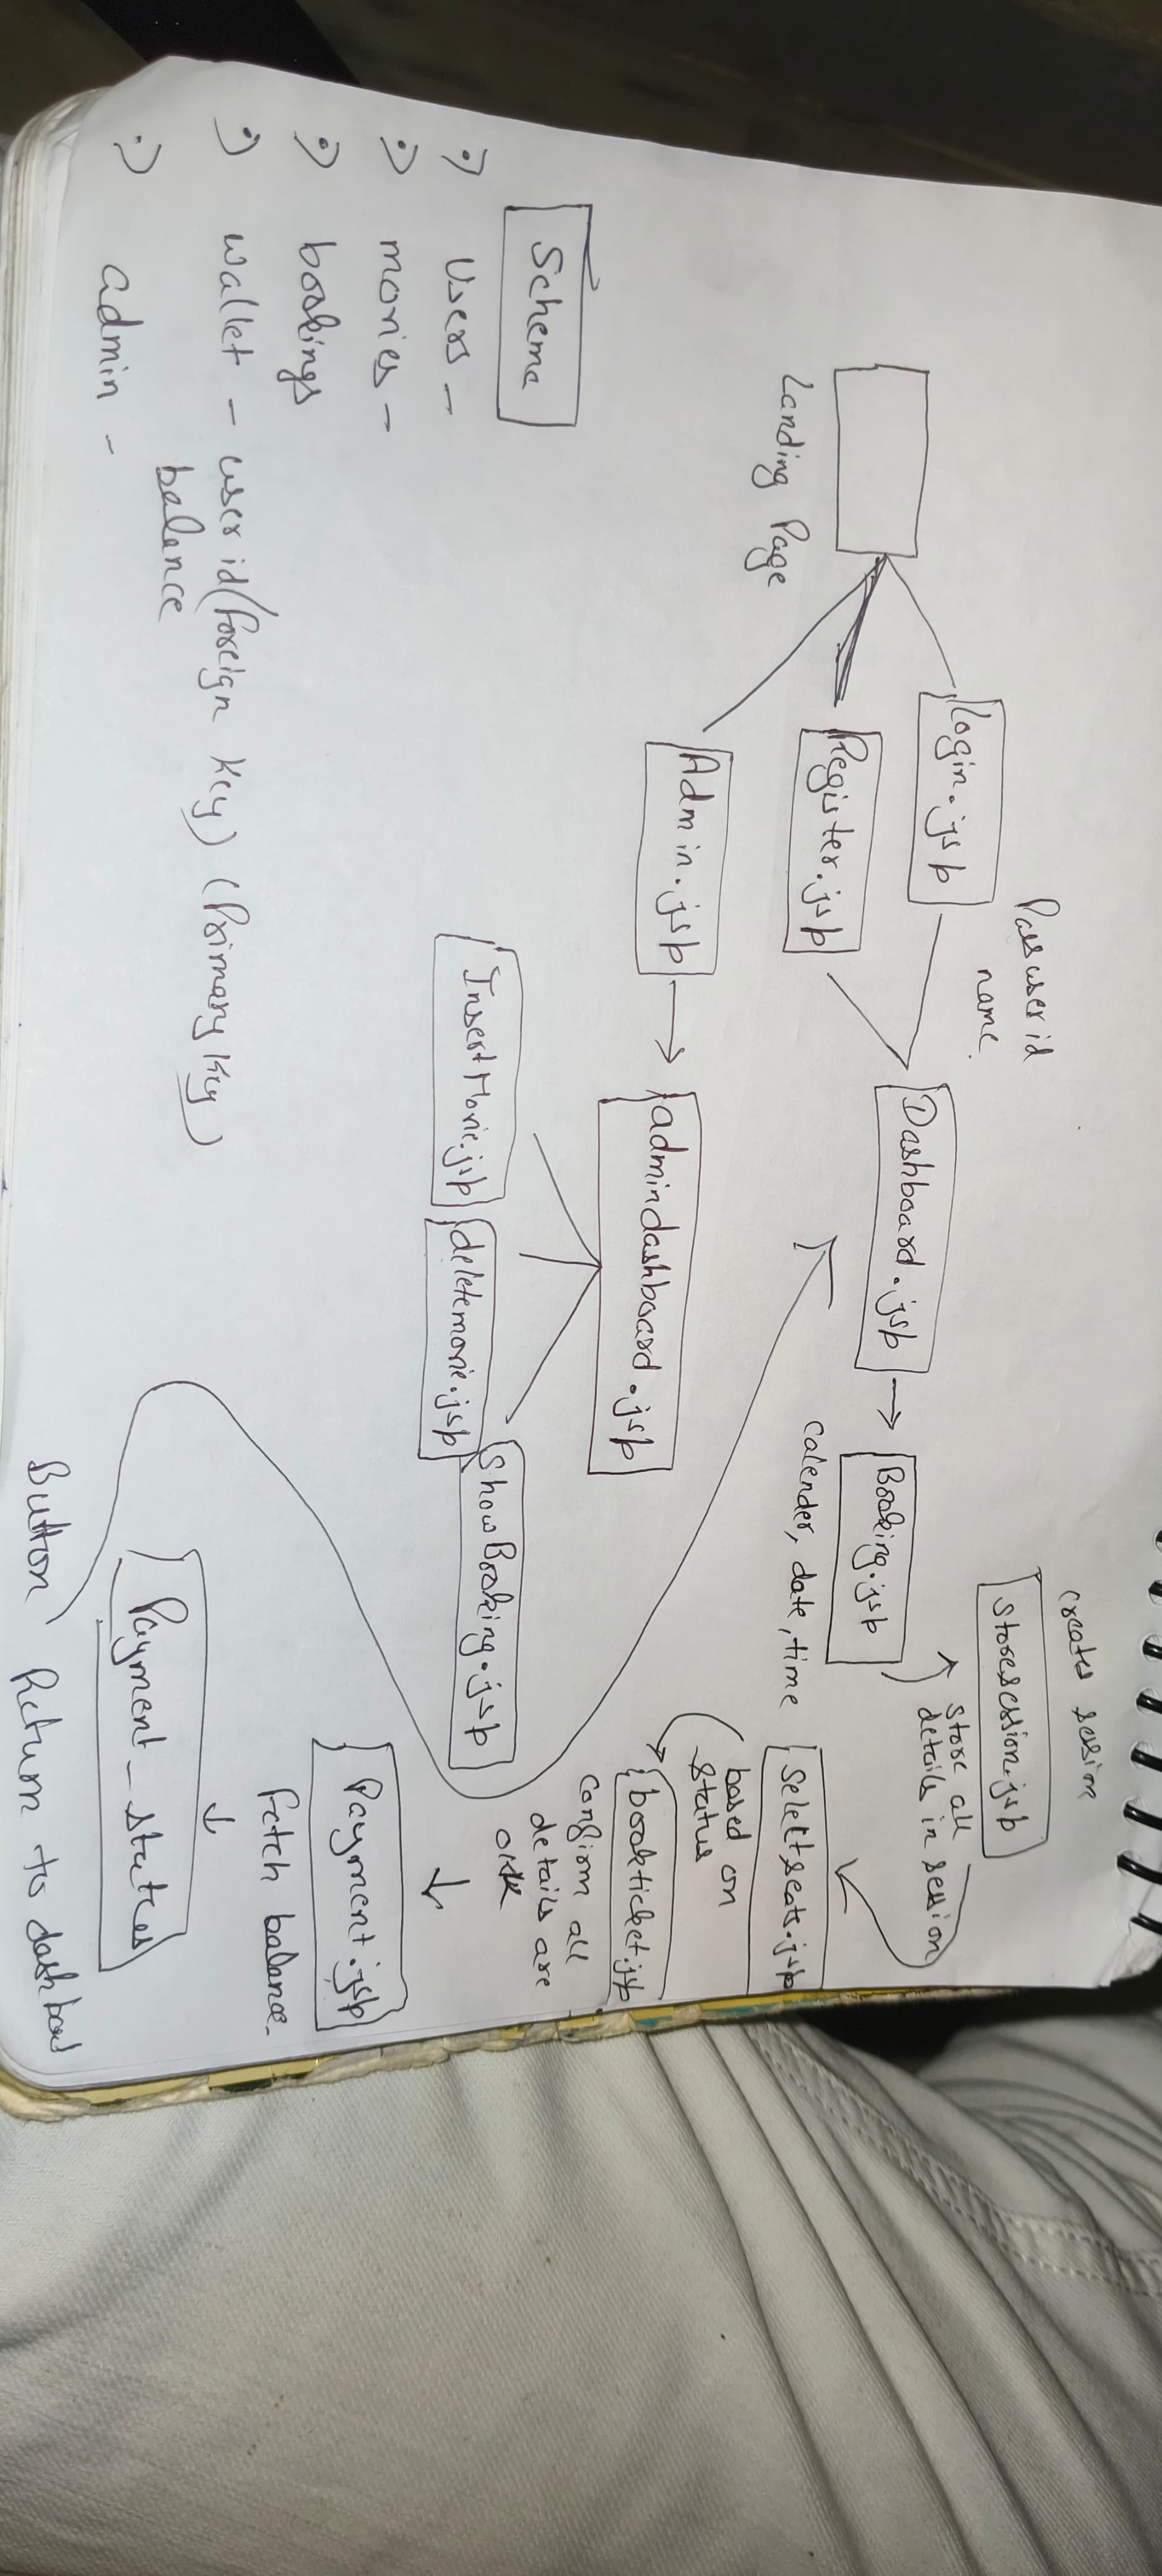 Landing Page
Login.jsp
Register.jsp
Admin.jsp
Pass user id
name.
Dashboard.jsp
Booking.jsp
calender, date, time
creates session
storesession.jsp
store all
details in session
selectseats.jsp
based on
status
bookticket.jsp
confirm all
details are
Payment.jsp
Fetch balance.
Payment_status
Button Return to dashboard
admindashboard.jsp
InsertMovie.jsp
deletemovie.jsp
ShowBooking.jsp
Schema
Users -
movies -
bookings
wallet - user id (foreign key) (Primary key)
balance
admin -